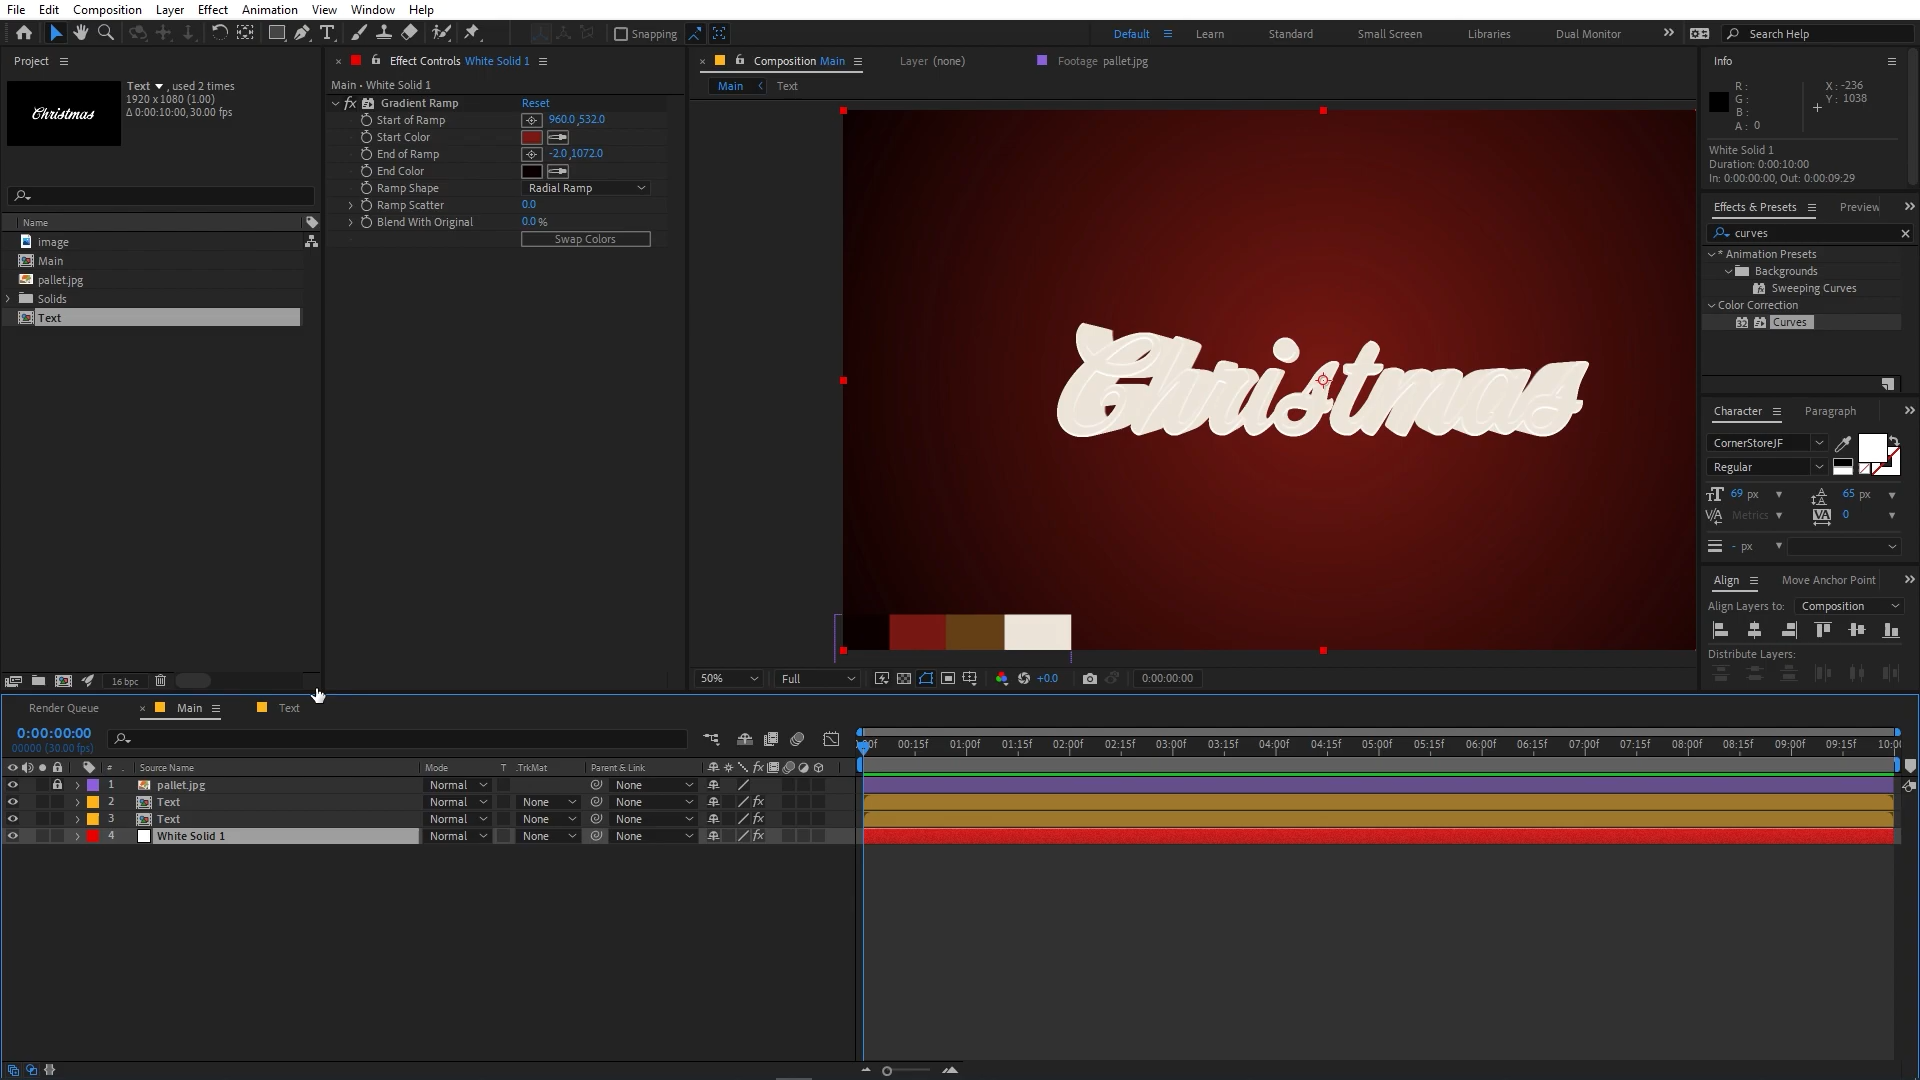 File Edit Composition Layer Effect Animation View Window Help
Snapping
Default Learn Standard Small Screen Libraries Dual Monitor Search Help
Project
Text , used 2 times
1920 x 1080 (1.00)
Δ 0:00:10:00, 30.00 fps
Christmas
Name
image
Main
pallet.jpg
Solids
Text
16 bpc
Effect Controls White Solid 1
Main • White Solid 1
fx Gradient Ramp Reset
Start of Ramp 960.0,532.0
Start Color
End of Ramp -2.0,1072.0
End Color
Ramp Shape Radial Ramp
Ramp Scatter 0.0
Blend With Original 0.0 %
Swap Colors
Composition Main Layer (none) Footage pallet.jpg
Main Text
Christmas
50% Full +0.0 0:00:00:00
Info
R : X : -236
G : Y : 1038
B :
A : 0
White Solid 1
Duration: 0:00:10:00
In: 0:00:00:00, Out: 0:00:09:29
Effects & Presets Preview
curves
* Animation Presets
Backgrounds
Sweeping Curves
Color Correction
32 Curves
Character Paragraph
CornerStoreJF
Regular
69 px 65 px
Metrics 0
- px
Align Move Anchor Point
Align Layers to: Composition
Distribute Layers:
Render Queue Main Text
0:00:00:00
00000 (30.00 fps)
# Source Name Mode T .TrkMat Parent & Link fx
1 pallet.jpg Normal None
2 Text Normal None None fx
3 Text Normal None None fx
4 White Solid 1 Normal None None fx
00f 00:15f 01:00f 01:15f 02:00f 02:15f 03:00f 03:15f 04:00f 04:15f 05:00f 05:15f 06:00f 06:15f 07:00f 07:15f 08:00f 08:15f 09:00f 09:15f 10:00